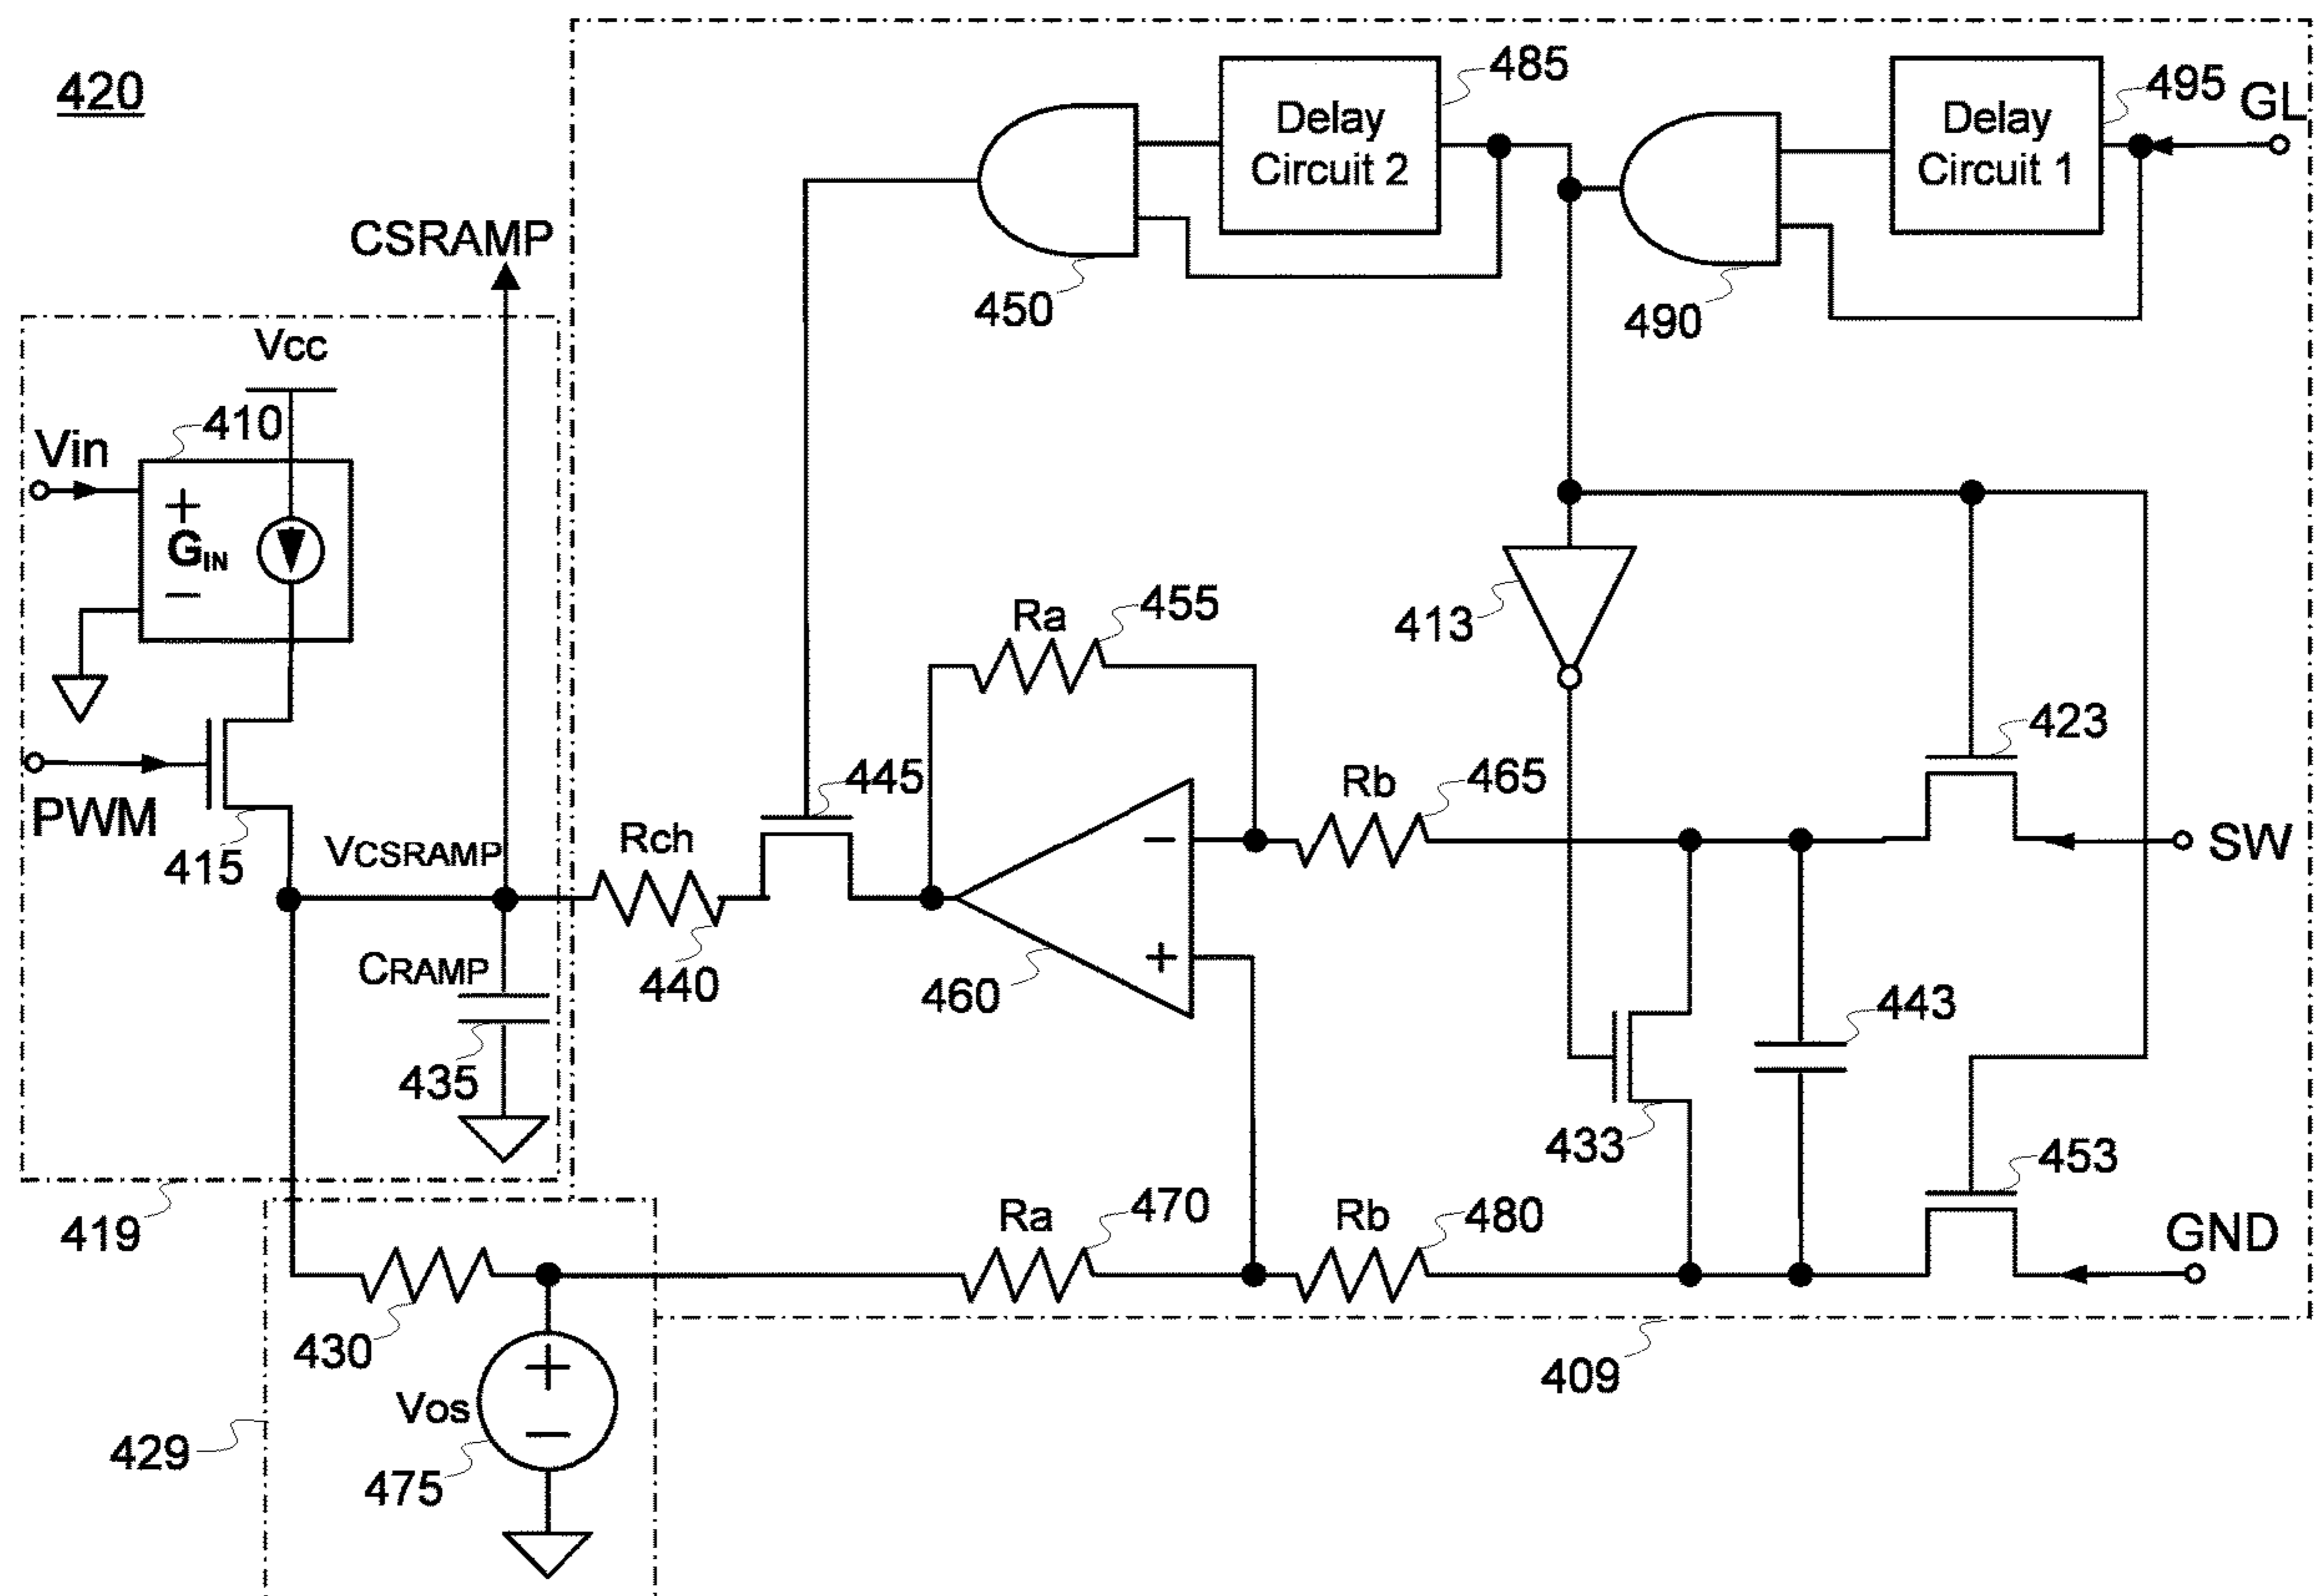 420
485
495
GL
Delay
Circuit 2
Delay
Circuit 1
CSRAMP
450
490
Vcc
410
Vin
+
GIN
−
Ra
455
413
423
PWM
415
VCSRAMP
Rch
445
Rb
465
SW
−
+
CRAMP
440
460
443
435
433
453
419
Ra
470
Rb
480
GND
430
+
Vos
−
409
429
475